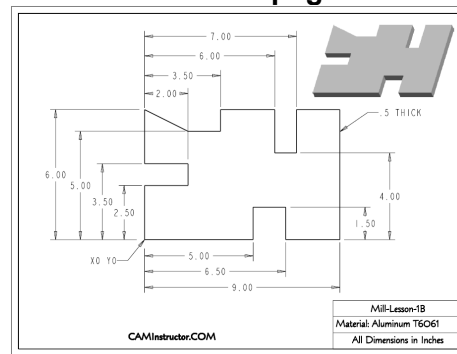 7.00
6.00
3.50
2.00
.5 THICK
6.00
5.00
3.50
2.50
4.00
1.50
X0 Y0
5.00
6.50
9.00
CAMInstructor.COM
Mill-Lesson-1B
Material: Aluminum T6061
All Dimensions in Inches